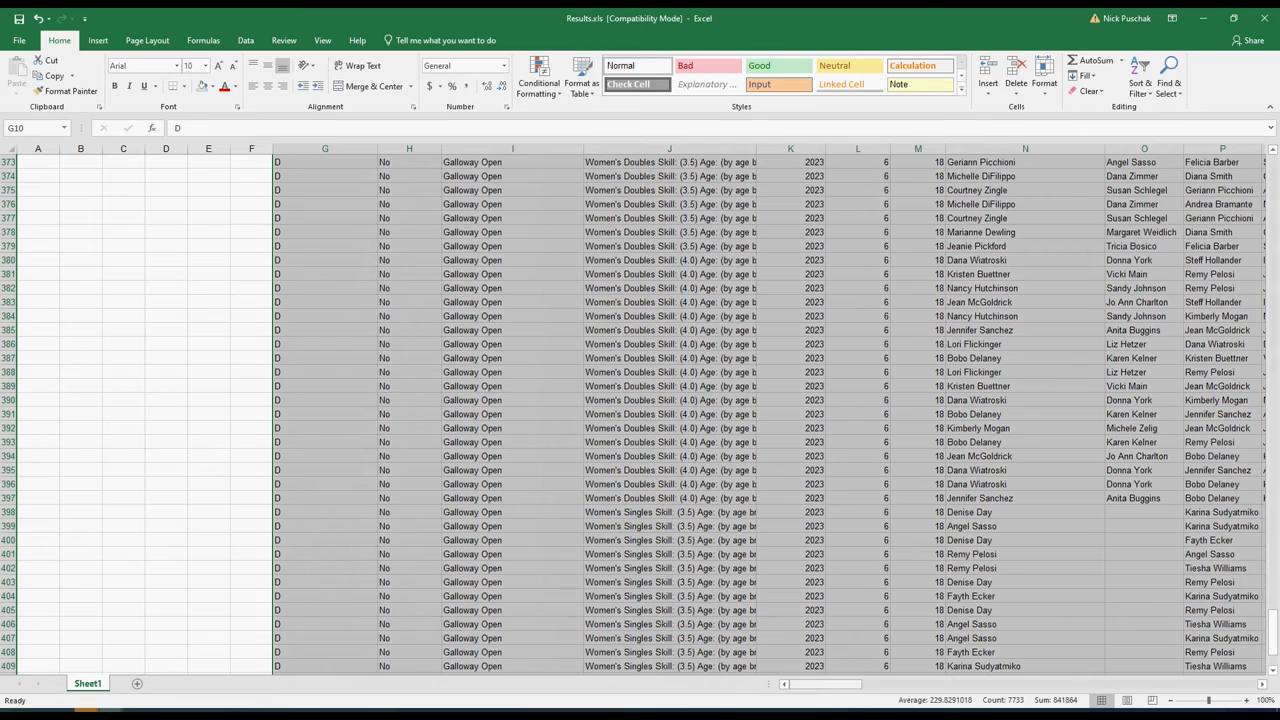 Results.xls [Compatibility Mode] - Excel
Nick Puschak
File Home Insert Page Layout Formulas Data Review View Help Tell me what you want to do Share
Cut
Copy
Format Painter
Paste
Arial 10
Wrap Text
Merge & Center
General
Conditional Formatting
Format as Table
Normal Bad Good Neutral Calculation
Check Cell Explanatory ... Input Linked Cell Note
Insert Delete Format
AutoSum
Fill
Clear
Sort & Filter
Find & Select
Clipboard Font Alignment Number Styles Cells Editing
G10 D
A B C D E F G H I J K L M N O P
373 D No Galloway Open Women's Doubles Skill: (3.5) Age: (by age b 2023 6 18 Geriann Picchioni Angel Sasso Felicia Barber
374 D No Galloway Open Women's Doubles Skill: (3.5) Age: (by age b 2023 6 18 Michelle DiFilippo Dana Zimmer Diana Smith
375 D No Galloway Open Women's Doubles Skill: (3.5) Age: (by age b 2023 6 18 Courtney Zingle Susan Schlegel Geriann Picchioni
376 D No Galloway Open Women's Doubles Skill: (3.5) Age: (by age b 2023 6 18 Michelle DiFilippo Dana Zimmer Andrea Bramante
377 D No Galloway Open Women's Doubles Skill: (3.5) Age: (by age b 2023 6 18 Courtney Zingle Susan Schlegel Geriann Picchioni
378 D No Galloway Open Women's Doubles Skill: (3.5) Age: (by age b 2023 6 18 Marianne Dewling Margaret Weidlich Diana Smith
379 D No Galloway Open Women's Doubles Skill: (3.5) Age: (by age b 2023 6 18 Jeanie Pickford Tricia Bosico Felicia Barber
380 D No Galloway Open Women's Doubles Skill: (4.0) Age: (by age b 2023 6 18 Dana Wiatroski Donna York Steff Hollander
381 D No Galloway Open Women's Doubles Skill: (4.0) Age: (by age b 2023 6 18 Kristen Buettner Vicki Main Remy Pelosi
382 D No Galloway Open Women's Doubles Skill: (4.0) Age: (by age b 2023 6 18 Nancy Hutchinson Sandy Johnson Remy Pelosi
383 D No Galloway Open Women's Doubles Skill: (4.0) Age: (by age b 2023 6 18 Jean McGoldrick Jo Ann Charlton Steff Hollander
384 D No Galloway Open Women's Doubles Skill: (4.0) Age: (by age b 2023 6 18 Nancy Hutchinson Sandy Johnson Kimberly Mogan
385 D No Galloway Open Women's Doubles Skill: (4.0) Age: (by age b 2023 6 18 Jennifer Sanchez Anita Buggins Jean McGoldrick
386 D No Galloway Open Women's Doubles Skill: (4.0) Age: (by age b 2023 6 18 Lori Flickinger Liz Hetzer Dana Wiatroski
387 D No Galloway Open Women's Doubles Skill: (4.0) Age: (by age b 2023 6 18 Bobo Delaney Karen Kelner Kristen Buettner
388 D No Galloway Open Women's Doubles Skill: (4.0) Age: (by age b 2023 6 18 Lori Flickinger Liz Hetzer Remy Pelosi
389 D No Galloway Open Women's Doubles Skill: (4.0) Age: (by age b 2023 6 18 Kristen Buettner Vicki Main Jean McGoldrick
390 D No Galloway Open Women's Doubles Skill: (4.0) Age: (by age b 2023 6 18 Dana Wiatroski Donna York Kimberly Mogan
391 D No Galloway Open Women's Doubles Skill: (4.0) Age: (by age b 2023 6 18 Bobo Delaney Karen Kelner Jennifer Sanchez
392 D No Galloway Open Women's Doubles Skill: (4.0) Age: (by age b 2023 6 18 Kimberly Mogan Michele Zelig Jean McGoldrick
393 D No Galloway Open Women's Doubles Skill: (4.0) Age: (by age b 2023 6 18 Bobo Delaney Karen Kelner Remy Pelosi
394 D No Galloway Open Women's Doubles Skill: (4.0) Age: (by age b 2023 6 18 Jean McGoldrick Jo Ann Charlton Bobo Delaney
395 D No Galloway Open Women's Doubles Skill: (4.0) Age: (by age b 2023 6 18 Dana Wiatroski Donna York Jennifer Sanchez
396 D No Galloway Open Women's Doubles Skill: (4.0) Age: (by age b 2023 6 18 Dana Wiatroski Donna York Bobo Delaney
397 D No Galloway Open Women's Doubles Skill: (4.0) Age: (by age b 2023 6 18 Jennifer Sanchez Anita Buggins Bobo Delaney
398 D No Galloway Open Women's Singles Skill: (3.5) Age: (by age br 2023 6 18 Denise Day Karina Sudyatmiko
399 D No Galloway Open Women's Singles Skill: (3.5) Age: (by age br 2023 6 18 Angel Sasso Karina Sudyatmiko
400 D No Galloway Open Women's Singles Skill: (3.5) Age: (by age br 2023 6 18 Denise Day Fayth Ecker
401 D No Galloway Open Women's Singles Skill: (3.5) Age: (by age br 2023 6 18 Remy Pelosi Angel Sasso
402 D No Galloway Open Women's Singles Skill: (3.5) Age: (by age br 2023 6 18 Remy Pelosi Tiesha Williams
403 D No Galloway Open Women's Singles Skill: (3.5) Age: (by age br 2023 6 18 Denise Day Remy Pelosi
404 D No Galloway Open Women's Singles Skill: (3.5) Age: (by age br 2023 6 18 Fayth Ecker Karina Sudyatmiko
405 D No Galloway Open Women's Singles Skill: (3.5) Age: (by age br 2023 6 18 Denise Day Tiesha Williams
406 D No Galloway Open Women's Singles Skill: (3.5) Age: (by age br 2023 6 18 Angel Sasso Tiesha Williams
407 D No Galloway Open Women's Singles Skill: (3.5) Age: (by age br 2023 6 18 Angel Sasso Karina Sudyatmiko
408 D No Galloway Open Women's Singles Skill: (3.5) Age: (by age br 2023 6 18 Fayth Ecker Remy Pelosi
409 D No Galloway Open Women's Singles Skill: (3.5) Age: (by age br 2023 6 18 Karina Sudyatmiko Tiesha Williams
Sheet1
Ready Average: 229.8291018 Count: 7733 Sum: 841864 100%